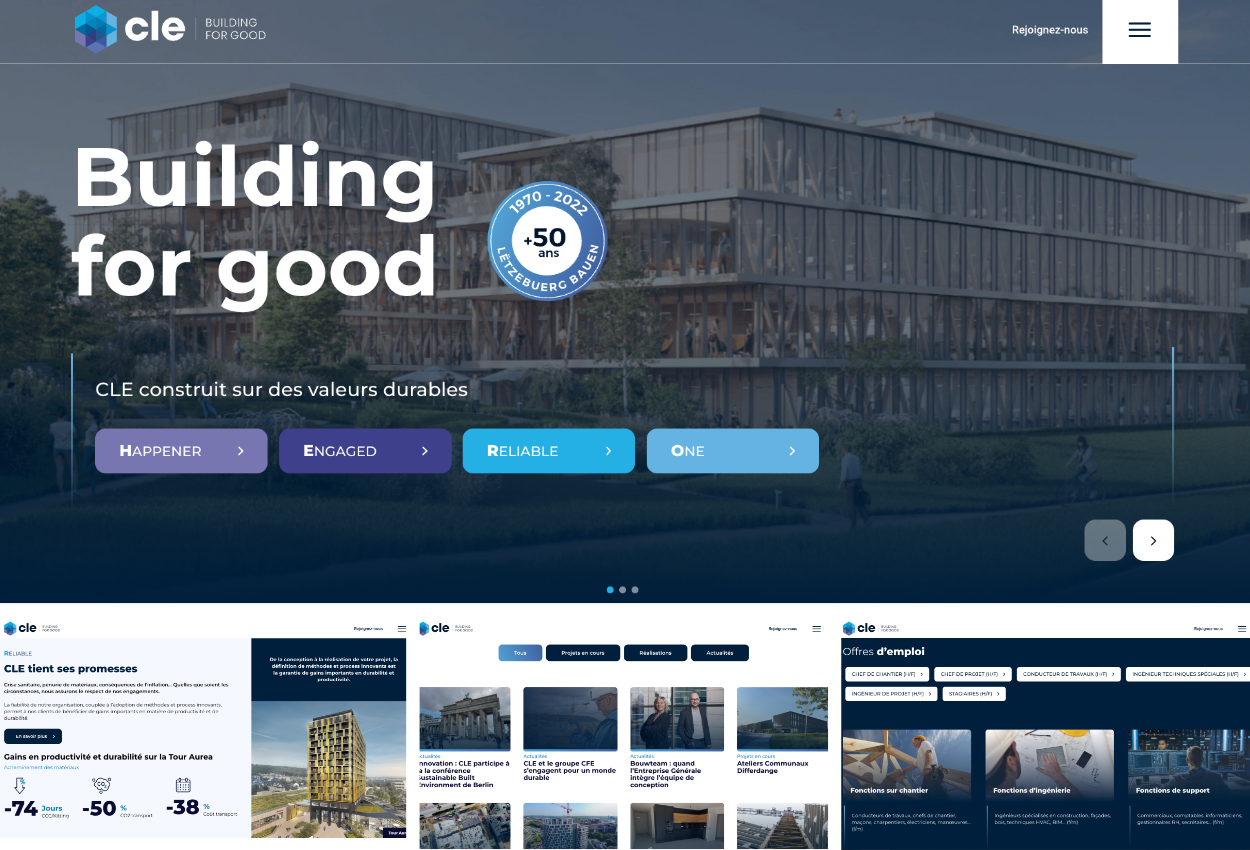 cle
BUILDING
FOR GOOD
Rejoignez-nous
Building
for good
1970 - 2022
+50
ans
LËTZEBUERG BAUEN
CLE construit sur des valeurs durables
HAPPENER
ENGAGED
RELIABLE
ONE
cle
BUILDING
FOR GOOD
Rejoignez-nous
RELIABLE
CLE tient ses promesses
Crise sanitaire, pénurie de matériaux, conséquences de l'inflation... Quelles que soient les
circonstances, nous assurons le respect de nos engagements.
La fiabilité de notre organisation, couplée à l'adoption de méthodes et process innovants,
permet à nos clients de bénéficier de gains importants en matière de productivité et de
durabilité.
En savoir plus
Gains en productivité et durabilité sur la Tour Aurea
Acheminement des matériaux
CO2
-74 Jours
-50 %
CO2 transport
-38 %
Coût transport
De la conception à la réalisation de votre projet, la
définition de méthodes et process innovants est
la garantie de gains importants en durabilité et
productivité.
Tour Aur
cle
BUILDING
FOR GOOD
Rejoignez-nous
Tous
Projets en cours
Réalisations
Actualités
ctualités
nnovation : CLE participe à
a la conférence
ustainable Built
nvironment de Berlin
Actualités
CLE et le groupe CFE
s'engagent pour un monde
durable
Actualités
Bouwteam : quand
l'Entreprise Générale
intègre l'équipe de
conception
Projets en cours
Ateliers Communaux
Differdange
cle
BUILDING
FOR GOOD
Rejoignez-nous
Offres d'emploi
CHEF DE CHANTIER (H/F)
CHEF DE PROJET (H/F)
CONDUCTEUR DE TRAVAUX (H/F)
INGÉNIEUR TECHNIQUES SPÉCIALES (H/F)
INGÉNIEUR DE PROJET (H/F)
STAGIAIRES (H/F)
Fonctions sur chantier
Conducteurs de travaux, chefs de chantier,
maçons, charpentiers, électriciens, manœuvres...
(f/m)
Fonctions d'ingénierie
Ingénieurs spécialisés en construction, façades,
bois, techniques HVAC, BIM... (f/m)
Fonctions de support
Commerciaux, comptables, informaticiens,
gestionnaires RH, secrétaires... (f/m)